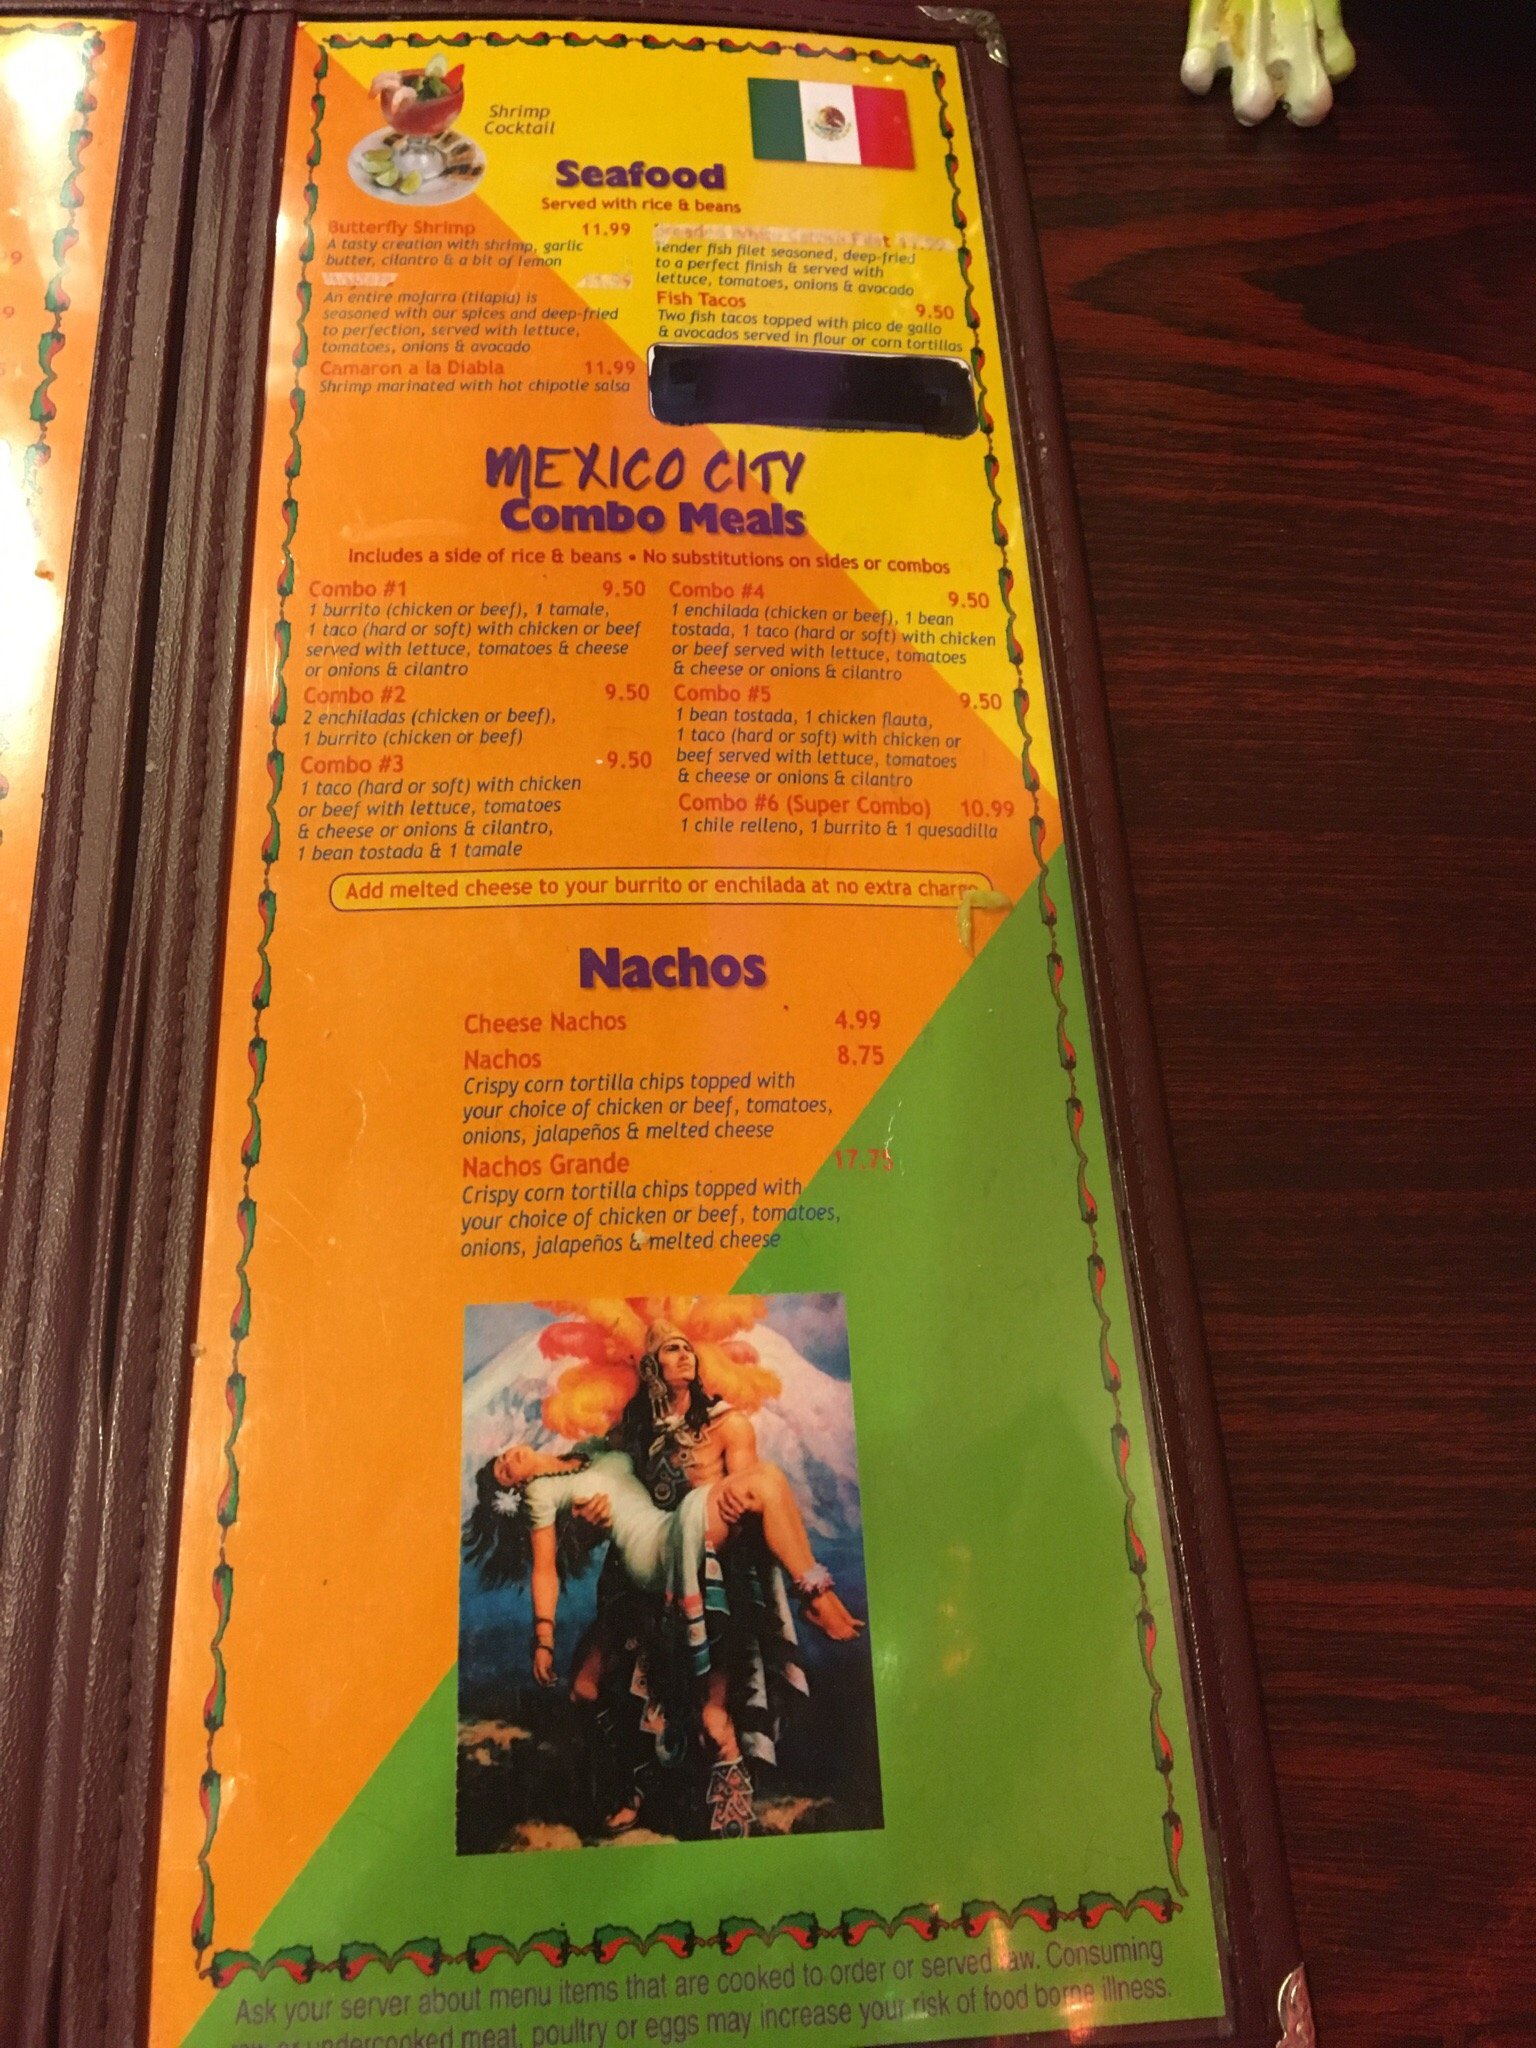 Shrimp
Cocktail
Seafood
Served with rice & beans
Butterfly Shrimp 11.99
A tasty creation with shrimp, garlic
butter, cilantro & a bit of lemon
An entire mojarra (tilapia) is
seasoned with our spices and deep-fried
to perfection, served with lettuce,
tomatoes, onions & avocado
Camaron a la Diabla 11.99
Shrimp marinated with hot chipotle salsa
Tender fish filet seasoned, deep-fried
to a perfect finish & served with
lettuce, tomatoes, onions & avocado
Fish Tacos 9.50
Two fish tacos topped with pico de gallo
& avocados served in flour or corn tortillas
MEXICO CITY
Combo Meals
Includes a side of rice & beans • No substitutions on sides or combos
Combo #1 9.50
1 burrito (chicken or beef), 1 tamale,
1 taco (hard or soft) with chicken or beef
served with lettuce, tomatoes & cheese
or onions & cilantro
Combo #2 9.50
2 enchiladas (chicken or beef),
1 burrito (chicken or beef)
Combo #3 9.50
1 taco (hard or soft) with chicken
or beef with lettuce, tomatoes
& cheese or onions & cilantro,
1 bean tostada & 1 tamale
Combo #4 9.50
1 enchilada (chicken or beef), 1 bean
tostada, 1 taco (hard or soft) with chicken
or beef served with lettuce, tomatoes
& cheese or onions & cilantro
Combo #5 9.50
1 bean tostada, 1 chicken flauta,
1 taco (hard or soft) with chicken or
beef served with lettuce, tomatoes
& cheese or onions & cilantro
Combo #6 (Super Combo) 10.99
1 chile relleno, 1 burrito & 1 quesadilla
Add melted cheese to your burrito or enchilada at no extra charge
Nachos
Cheese Nachos 4.99
Nachos 8.75
Crispy corn tortilla chips topped with
your choice of chicken or beef, tomatoes,
onions, jalapeños & melted cheese
Nachos Grande 17.75
Crispy corn tortilla chips topped with
your choice of chicken or beef, tomatoes,
onions, jalapeños & melted cheese
Ask your server about menu items that are cooked to order or served raw. Consuming
or undercooked meat, poultry or eggs may increase your risk of food borne illness.